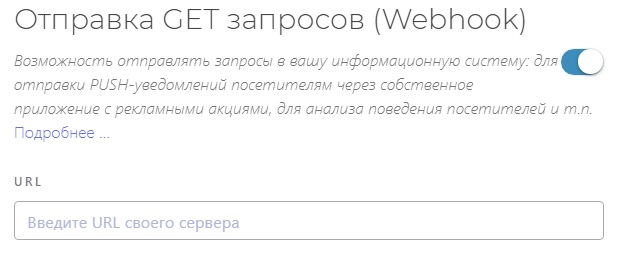 Отправка GET запросов (Webhook)
Возможность отправлять запросы в вашу информационную систему: для
отправки PUSH-уведомлений посетителям через собственное
приложение с рекламными акциями, для анализа поведения посетителей и т.п.
Подробнее ...
URL
Введите URL своего сервера